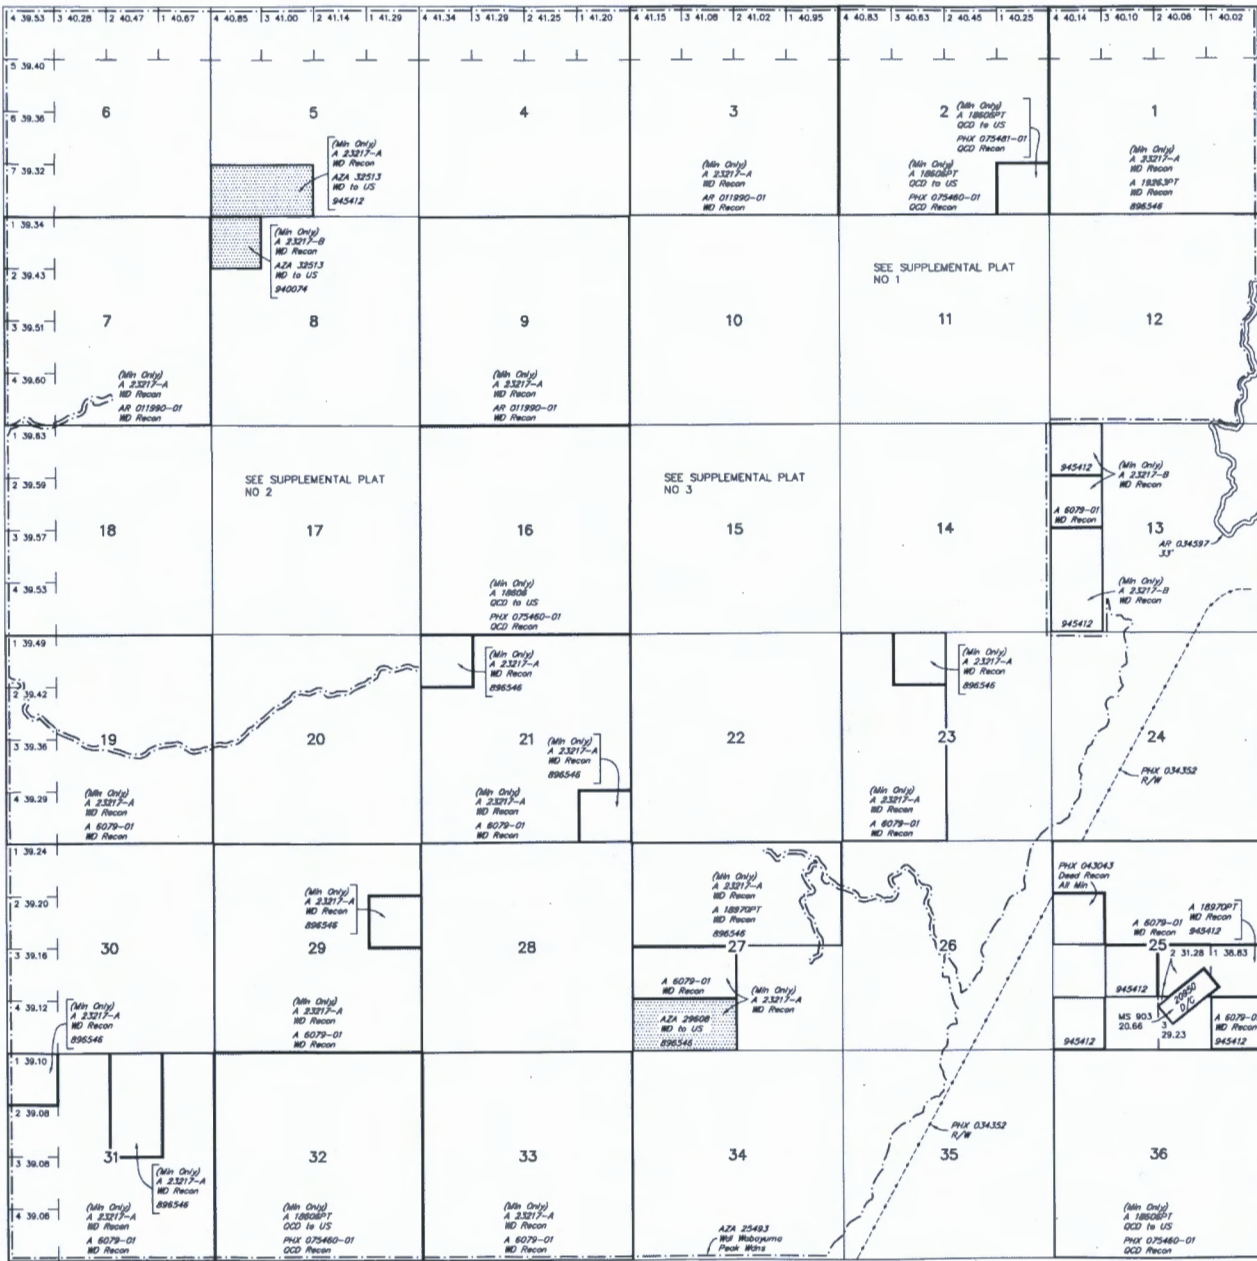 4 39.53 3 40.28 2 40.47 1 40.67 4 40.85 3 41.00 2 41.14 1 41.29 4 41.34 3 41.29 2 41.25 1 41.20 4 41.15 3 41.08 2 41.02 1 40.95 4 40.83 3 40.63 2 40.45 1 40.25 4 40.14 3 40.10 2 40.06 1 40.02
5 39.40
6 39.36
7 39.32
6
5
(Min Only)
A 23217-A
WD Recon
AZA 32513
WD to US
945412
4
3
(Min Only)
A 23217-A
WD Recon
AR 011990-01
WD Recon
2
(Min Only)
A 18606PT
QCD to US
PHX 075481-01
QCD Recon
(Min Only)
A 18606PT
QCD to US
PHX 075460-01
QCD Recon
1
(Min Only)
A 23217-A
WD Recon
A 19263PT
WD Recon
896546
1 39.34
2 39.43
3 39.51
4 39.60
7
(Min Only)
A 23217-A
WD Recon
AR 011990-01
WD Recon
(Min Only)
A 23217-B
WD Recon
AZA 32513
WD to US
940074
8
9
(Min Only)
A 23217-A
WD Recon
AR 011990-01
WD Recon
10
SEE SUPPLEMENTAL PLAT
NO 1
11
12
1 39.63
2 39.59
3 39.57
4 39.53
18
SEE SUPPLEMENTAL PLAT
NO 2
17
16
(Min Only)
A 18606
QCD to US
PHX 075460-01
QCD Recon
SEE SUPPLEMENTAL PLAT
NO 3
15
14
945412
(Min Only)
A 23217-B
WD Recon
A 6079-01
WD Recon
13
AR 034597
33'
(Min Only)
A 23217-B
WD Recon
945412
1 39.49
2 39.42
3 39.36
4 39.29
19
(Min Only)
A 23217-A
WD Recon
A 6079-01
WD Recon
20
(Min Only)
A 23217-A
WD Recon
896546
21
(Min Only)
A 23217-A
WD Recon
896546
(Min Only)
A 23217-A
WD Recon
A 6079-01
WD Recon
22
(Min Only)
A 23217-A
WD Recon
896546
23
(Min Only)
A 23217-A
WD Recon
A 6079-01
WD Recon
24
PHX 034352
R/W
1 39.24
2 39.20
3 39.16
4 39.12
30
(Min Only)
A 23217-A
WD Recon
896546
(Min Only)
A 23217-A
WD Recon
896546
29
(Min Only)
A 23217-A
WD Recon
A 6079-01
WD Recon
28
(Min Only)
A 23217-A
WD Recon
A 18970PT
WD Recon
896546
27
A 6079-01
WD Recon
(Min Only)
A 23217-A
WD Recon
AZA 29608
WD to US
896546
26
PHX 043043
Deed Recon
All Min
A 18970PT
WD Recon
945412
A 6079-01
WD Recon
25
2 31.28 1 38.83
945412
20950
D/C
MS 903
20.66
3
29.23
A 6079-01
WD Recon
945412
945412
1 39.10
2 39.08
3 39.08
4 39.06
31
(Min Only)
A 23217-A
WD Recon
896546
(Min Only)
A 23217-A
WD Recon
A 6079-01
WD Recon
32
(Min Only)
A 18606PT
QCD to US
PHX 075460-01
QCD Recon
33
(Min Only)
A 23217-A
WD Recon
A 6079-01
WD Recon
34
AZA 25493
Wdl Wabayuma
Peak Wdns
PHX 034352
R/W
35
36
(Min Only)
A 18606PT
QCD to US
PHX 075460-01
QCD Recon